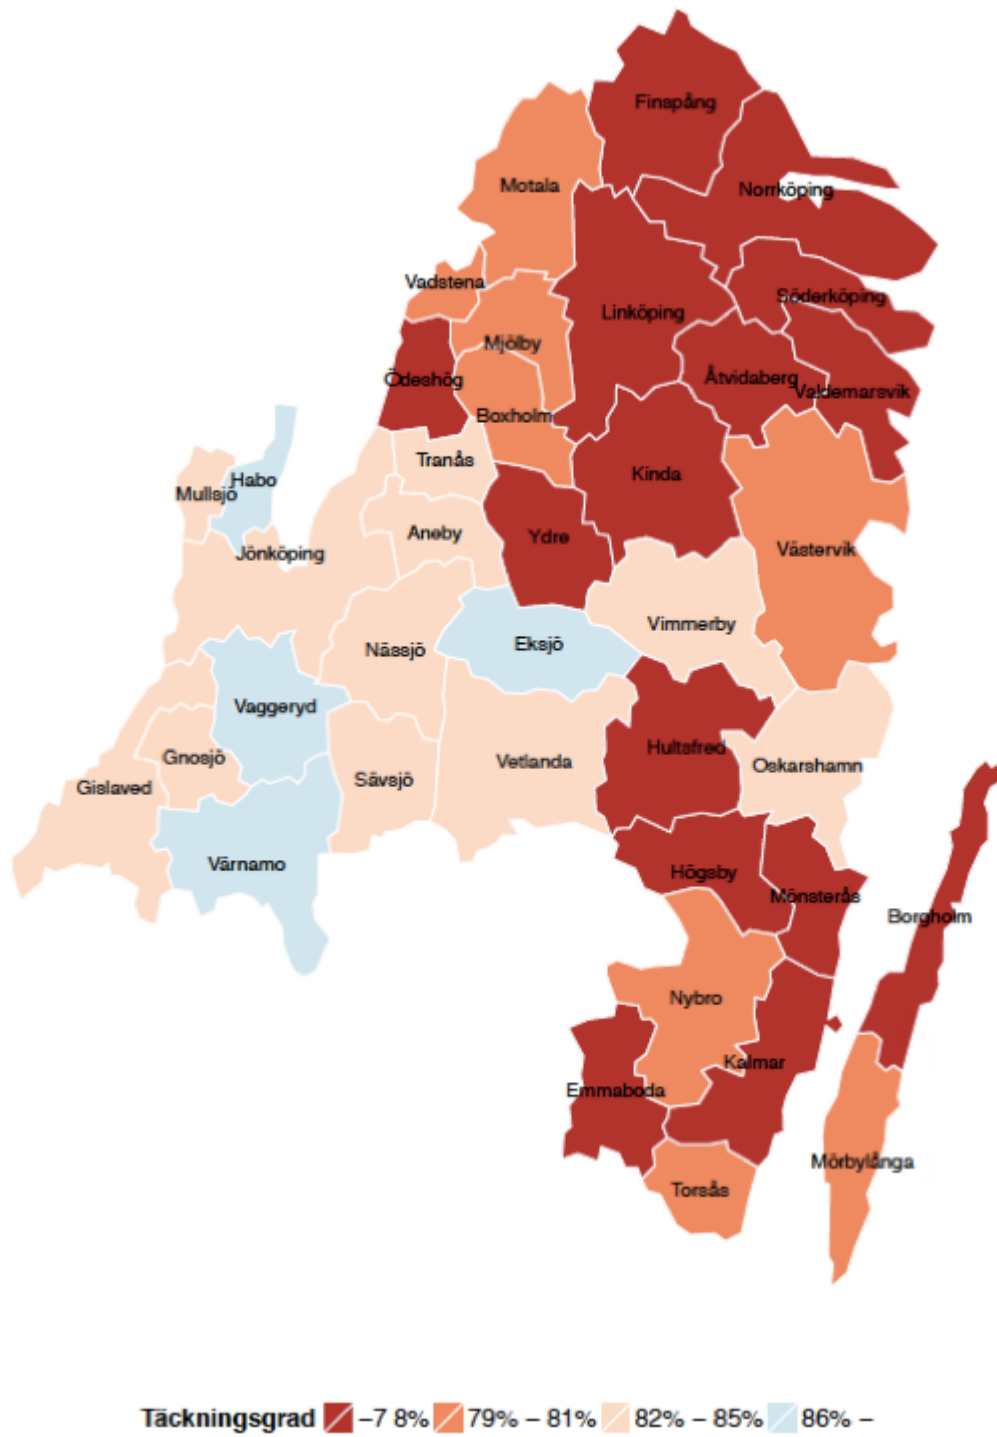 Finspång
Motala
Norrköping
Vadstena
Söderköping
Linköping
Mjölby
Ödeshög
Åtvidaberg
Valdemarsvik
Boxholm
Tranås
Kinda
Habo
Mullsjö
Aneby
Ydre
Västervik
Jönköping
Vimmerby
Eksjö
Nässjö
Vaggeryd
Hultsfred
Gnosjö
Vetlanda
Oskarshamn
Sävsjö
Gislaved
Värnamo
Högsby
Mönsterås
Borgholm
Nybro
Kalmar
Emmaboda
Mörbylånga
Torsås
Täckningsgrad −7 8% 79% − 81% 82% − 85% 86% −